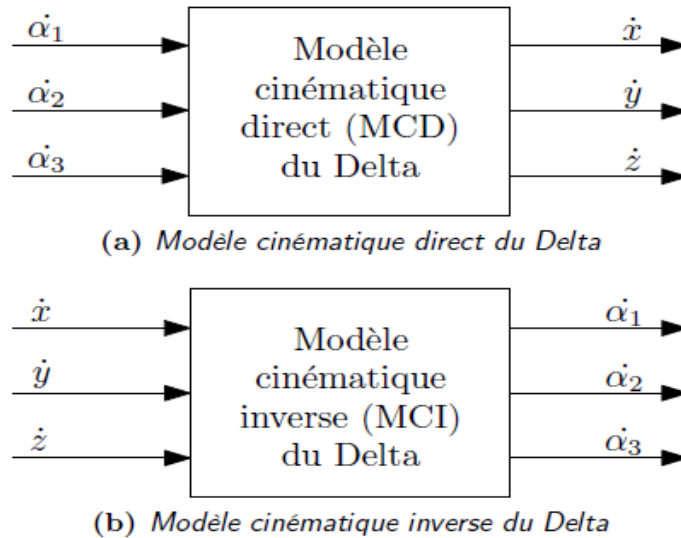 α̇1
α̇2
α̇3
Modèle
cinématique
direct (MCD)
du Delta
ẋ
ẏ
ż
(a) Modèle cinématique direct du Delta
ẋ
ẏ
ż
Modèle
cinématique
inverse (MCI)
du Delta
α̇1
α̇2
α̇3
(b) Modèle cinématique inverse du Delta